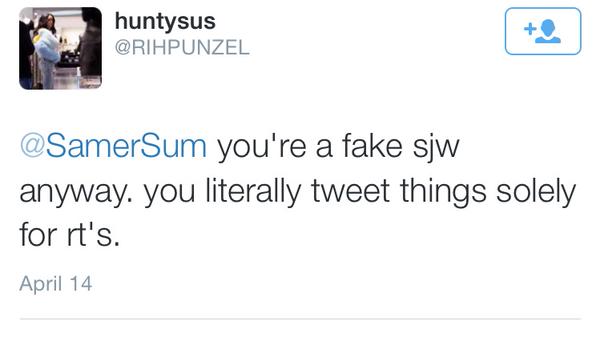 huntysus
@RIHPUNZEL
@SamerSum you're a fake sjw
anyway. you literally tweet things solely
for rt's.
April 14